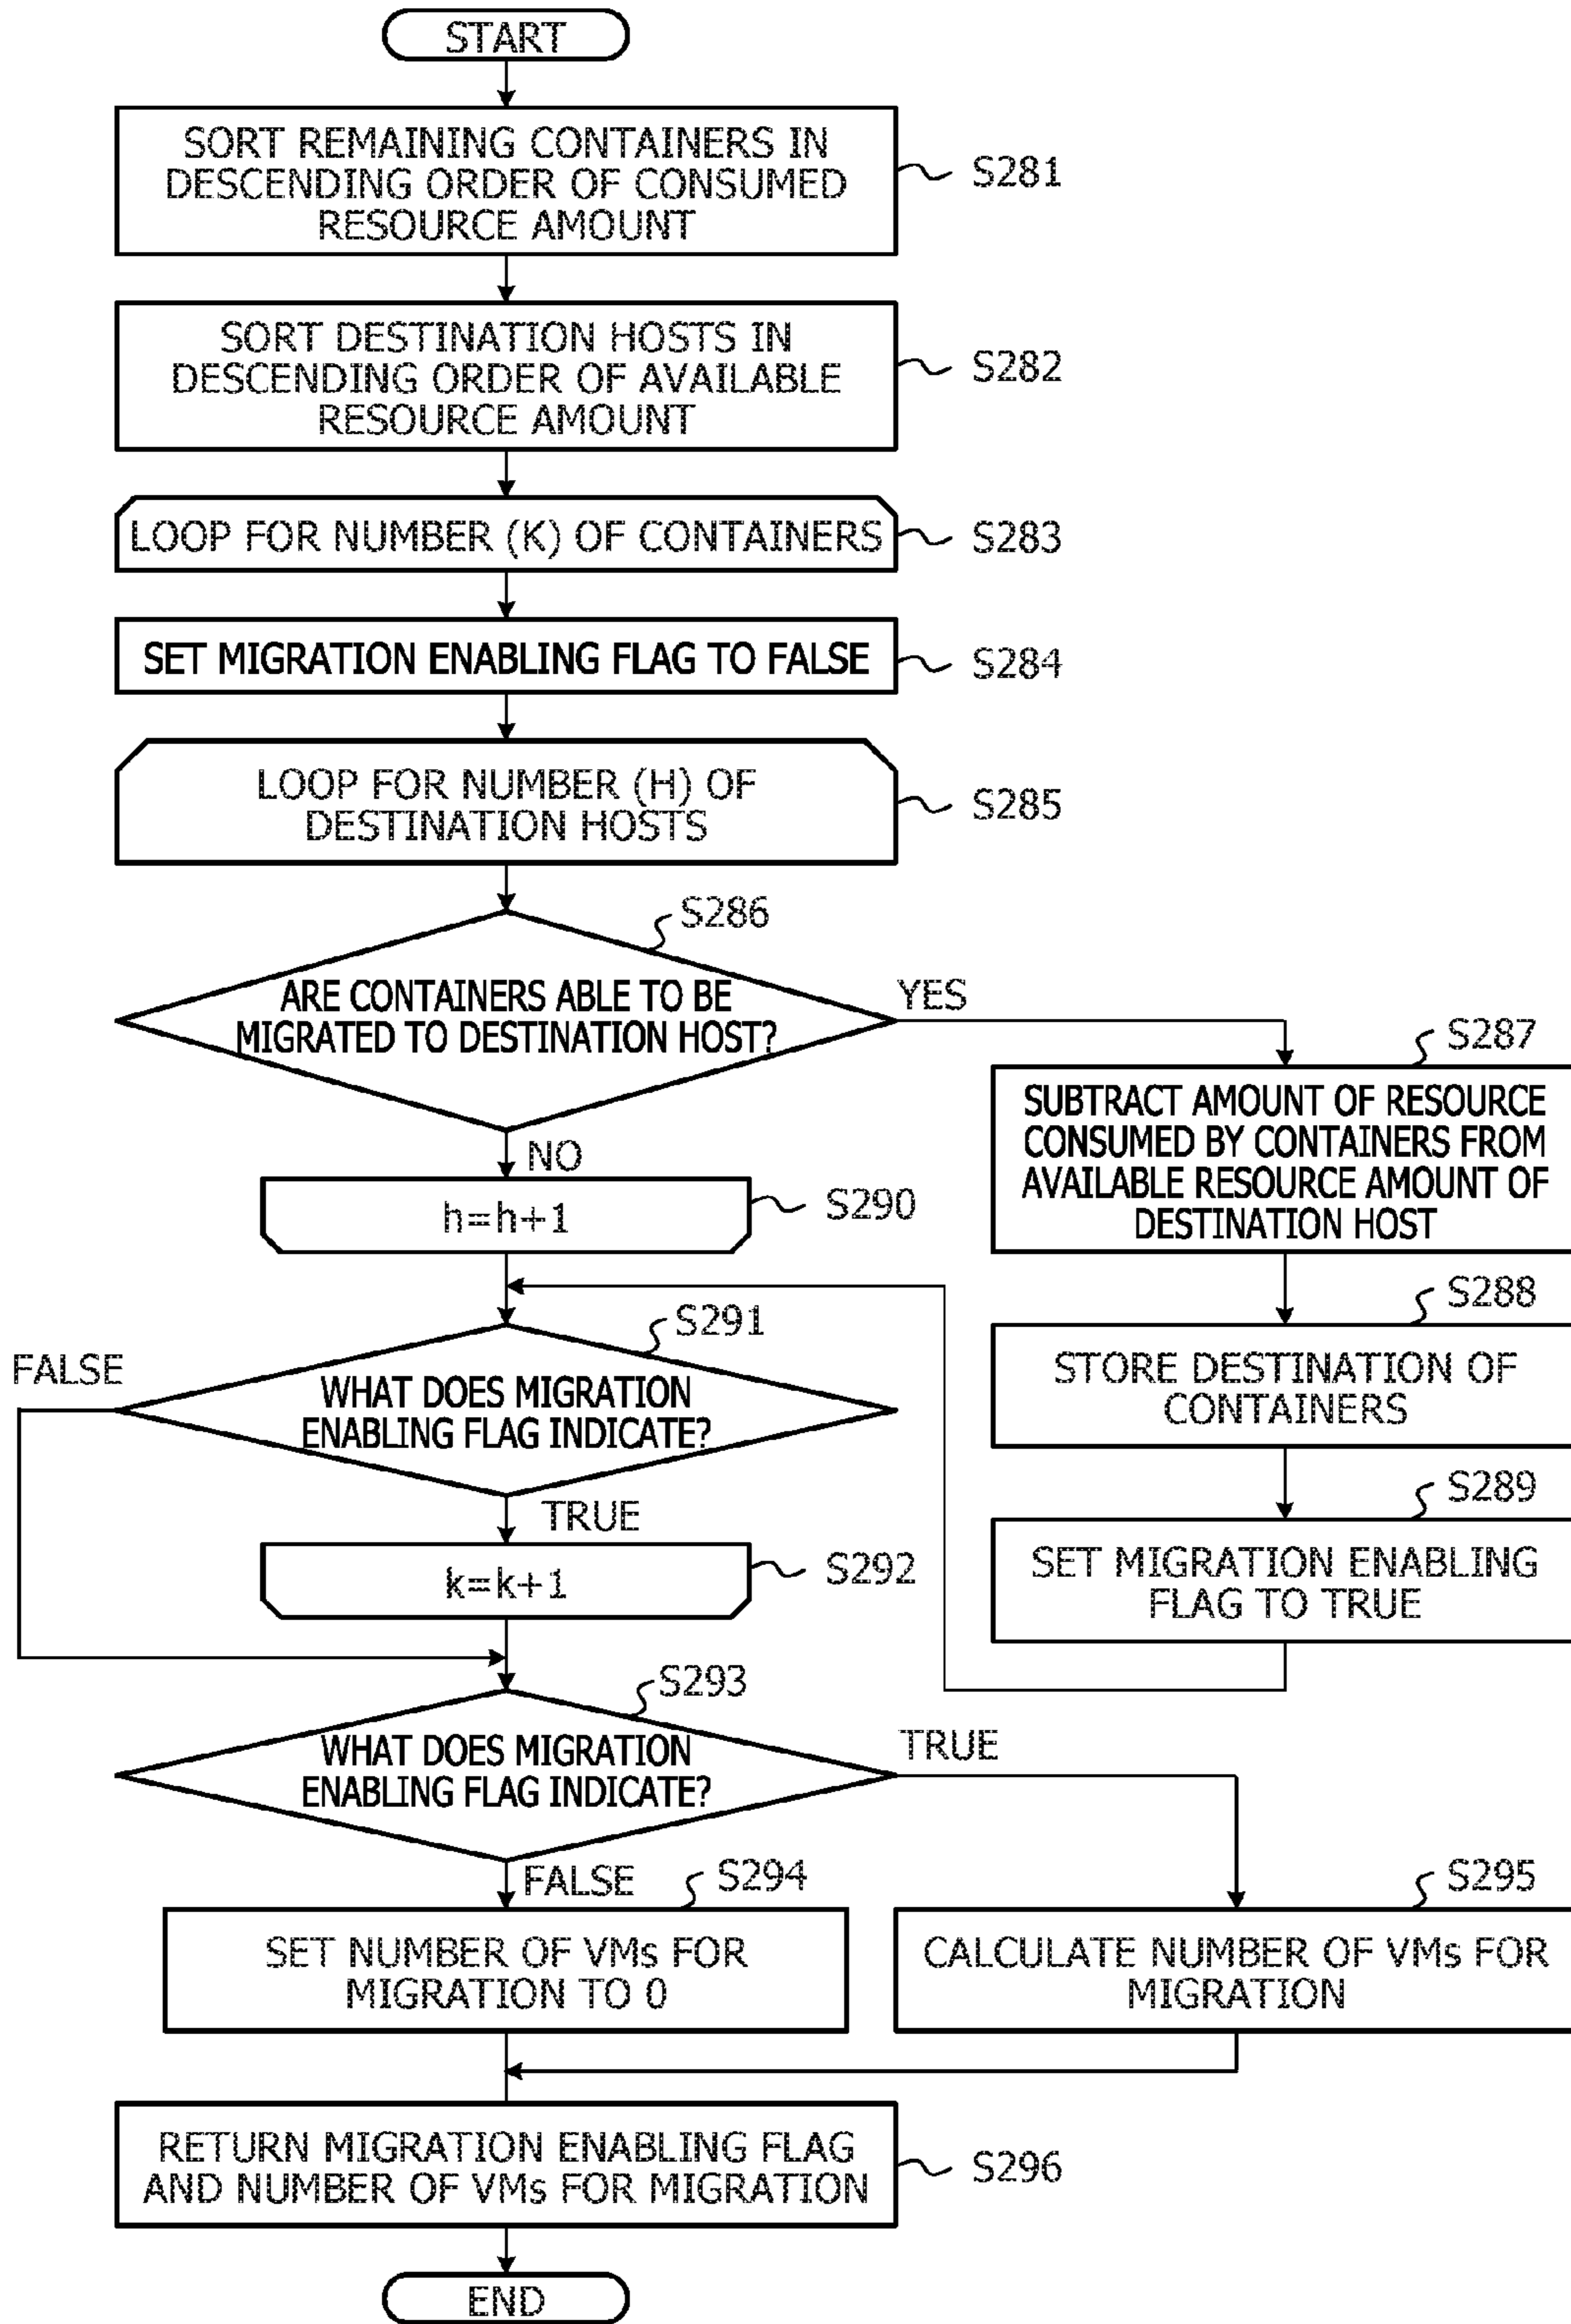 START
SORT REMAINING CONTAINERS IN
DESCENDING ORDER OF CONSUMED
RESOURCE AMOUNT
S281
SORT DESTINATION HOSTS IN
DESCENDING ORDER OF AVAILABLE
RESOURCE AMOUNT
S282
LOOP FOR NUMBER (K) OF CONTAINERS
S283
SET MIGRATION ENABLING FLAG TO FALSE
S284
LOOP FOR NUMBER (H) OF
DESTINATION HOSTS
S285
S286
ARE CONTAINERS ABLE TO BE
MIGRATED TO DESTINATION HOST?
YES
NO
S287
SUBTRACT AMOUNT OF RESOURCE
CONSUMED BY CONTAINERS FROM
AVAILABLE RESOURCE AMOUNT OF
DESTINATION HOST
h=h+1
S290
S288
STORE DESTINATION OF
CONTAINERS
S291
FALSE
WHAT DOES MIGRATION
ENABLING FLAG INDICATE?
TRUE
S289
SET MIGRATION ENABLING
FLAG TO TRUE
k=k+1
S292
S293
WHAT DOES MIGRATION
ENABLING FLAG INDICATE?
TRUE
FALSE
S294
SET NUMBER OF VMs FOR
MIGRATION TO 0
S295
CALCULATE NUMBER OF VMs FOR
MIGRATION
RETURN MIGRATION ENABLING FLAG
AND NUMBER OF VMs FOR MIGRATION
S296
END